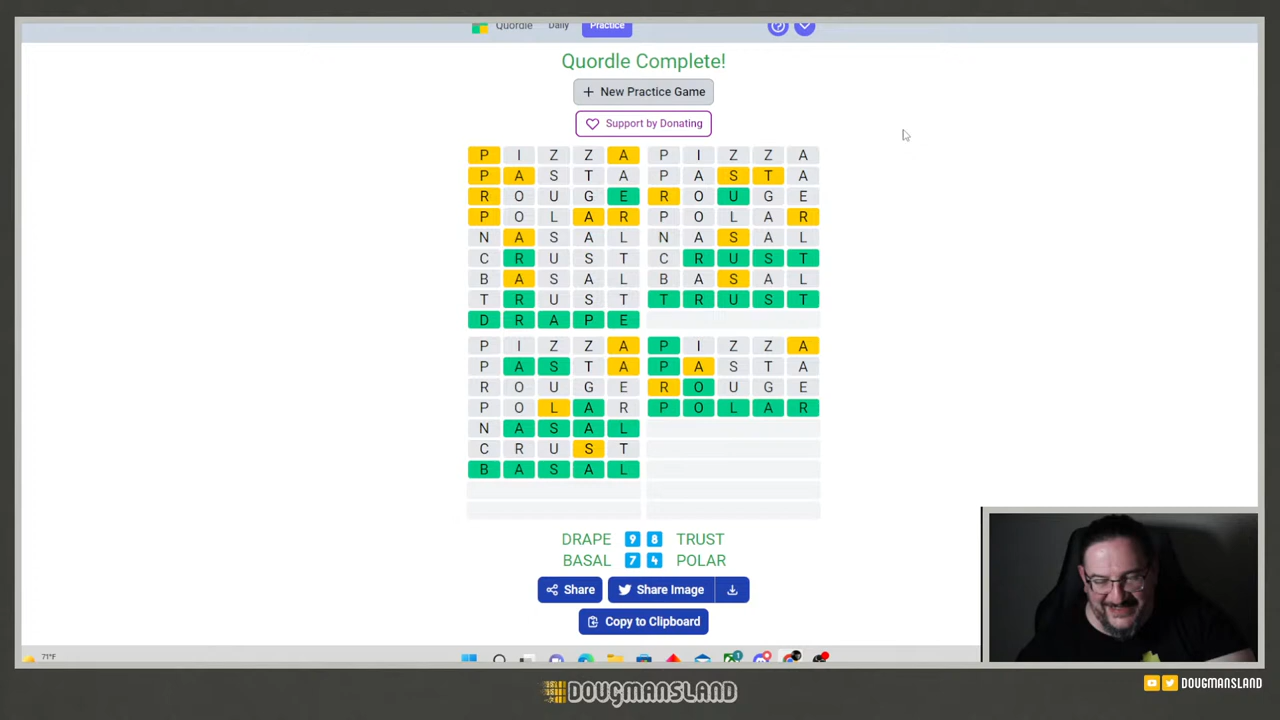 Quordle Daily Practice
Quordle Complete!
+ New Practice Game
Support by Donating
P I Z Z A P I Z Z A
P A S T A P A S T A
R O U G E R O U G E
P O L A R P O L A R
N A S A L N A S A L
C R U S T C R U S T
B A S A L B A S A L
T R U S T T R U S T
D R A P E
P I Z Z A P I Z Z A
P A S T A P A S T A
R O U G E R O U G E
P O L A R P O L A R
N A S A L
C R U S T
B A S A L
DRAPE 9 8 TRUST
BASAL 7 4 POLAR
Share Share Image
Copy to Clipboard
71°F
DOUGMANSLAND
DOUGMANSLAND